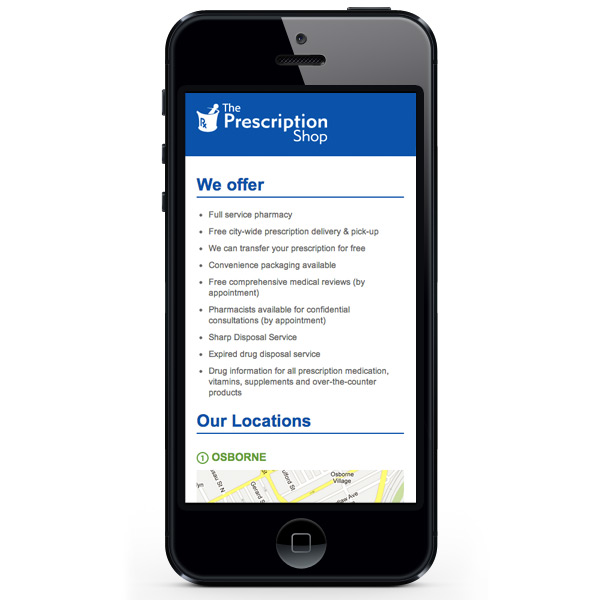 The
Prescription
Shop
Rx
We offer
• Full service pharmacy
• Free city-wide prescription delivery & pick-up
• We can transfer your prescription for free
• Convenience packaging available
• Free comprehensive medical reviews (by
appointment)
• Pharmacists available for confidential
consultations (by appointment)
• Sharp Disposal Service
• Expired drug disposal service
• Drug information for all prescription medication,
vitamins, supplements and over-the-counter
products
Our Locations
1 OSBORNE
Osborne
Village